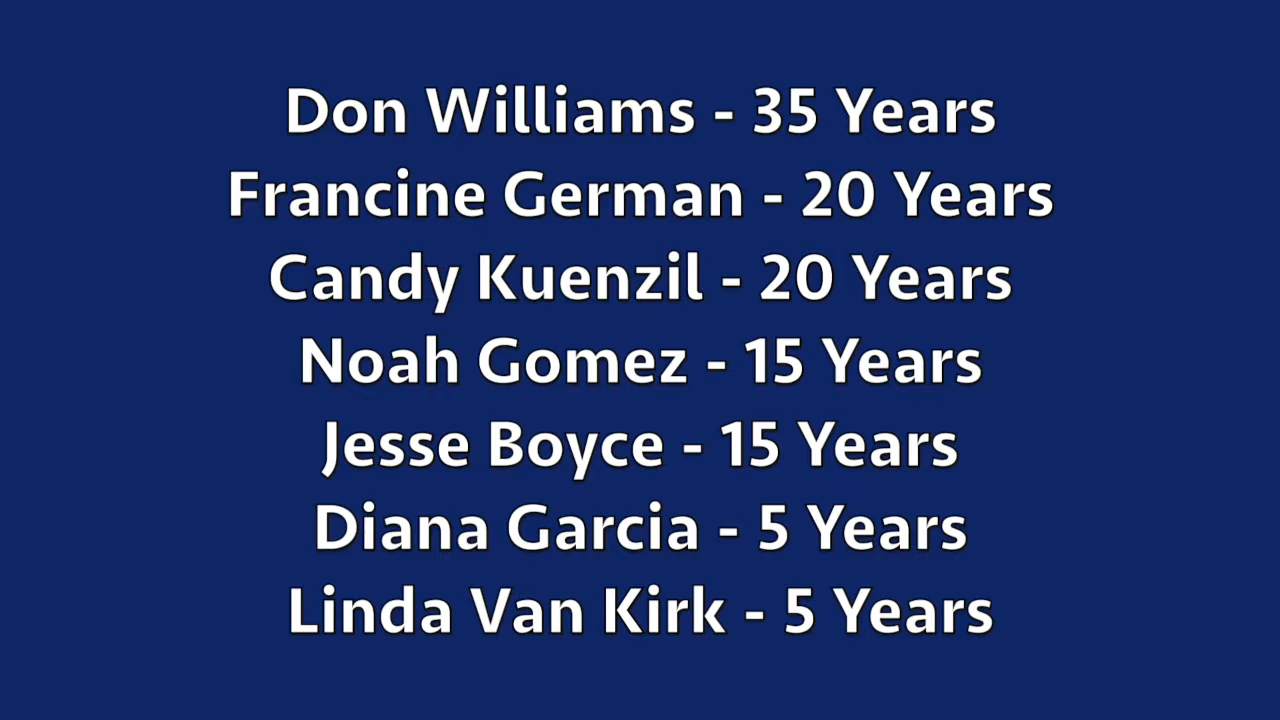 Don Williams - 35 Years
Francine German - 20 Years
Candy Kuenzil - 20 Years
Noah Gomez - 15 Years
Jesse Boyce - 15 Years
Diana Garcia - 5 Years
Linda Van Kirk - 5 Years